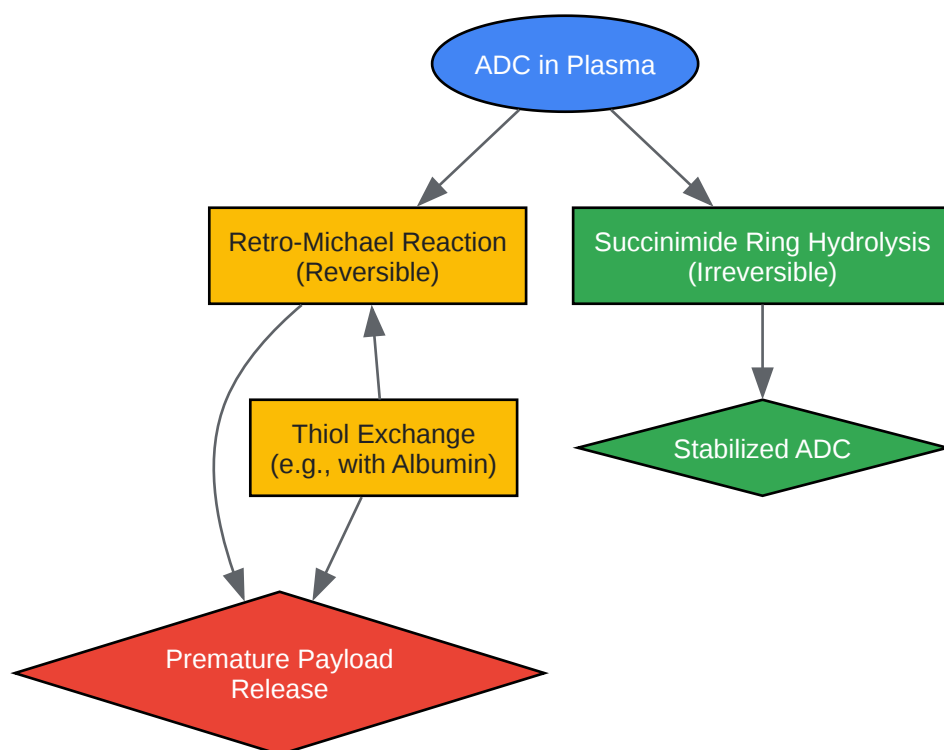 ADC in Plasma
Retro-Michael Reaction
(Reversible)
Succinimide Ring Hydrolysis
(Irreversible)
Thiol Exchange
(e.g., with Albumin)
Stabilized ADC
Premature Payload
Release